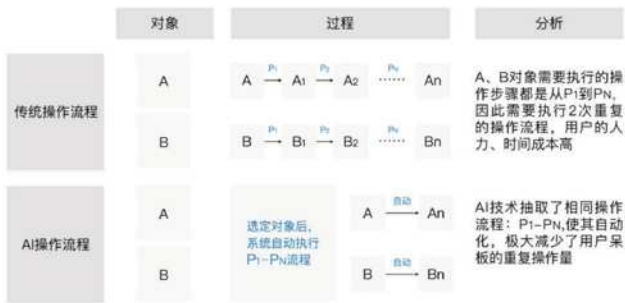 对象
过程
分析
传统操作流程
A
A P₁ A₁ P₂ A₂ ······ Pɴ An
B
B P₁ B₁ P₂ B₂ ······ Pɴ Bn
A、B对象需要执行的操
作步骤都是从P₁到Pɴ,
因此需要执行2次重复
的操作流程，用户的人
力、时间成本高
AI操作流程
A
B
选定对象后，
系统自动执行
P₁-Pɴ流程
A 自动 An
B 自动 Bn
AI技术抽取了相同操作
流程：P₁-Pɴ,使其自动
化，极大减少了用户呆
板的重复操作量